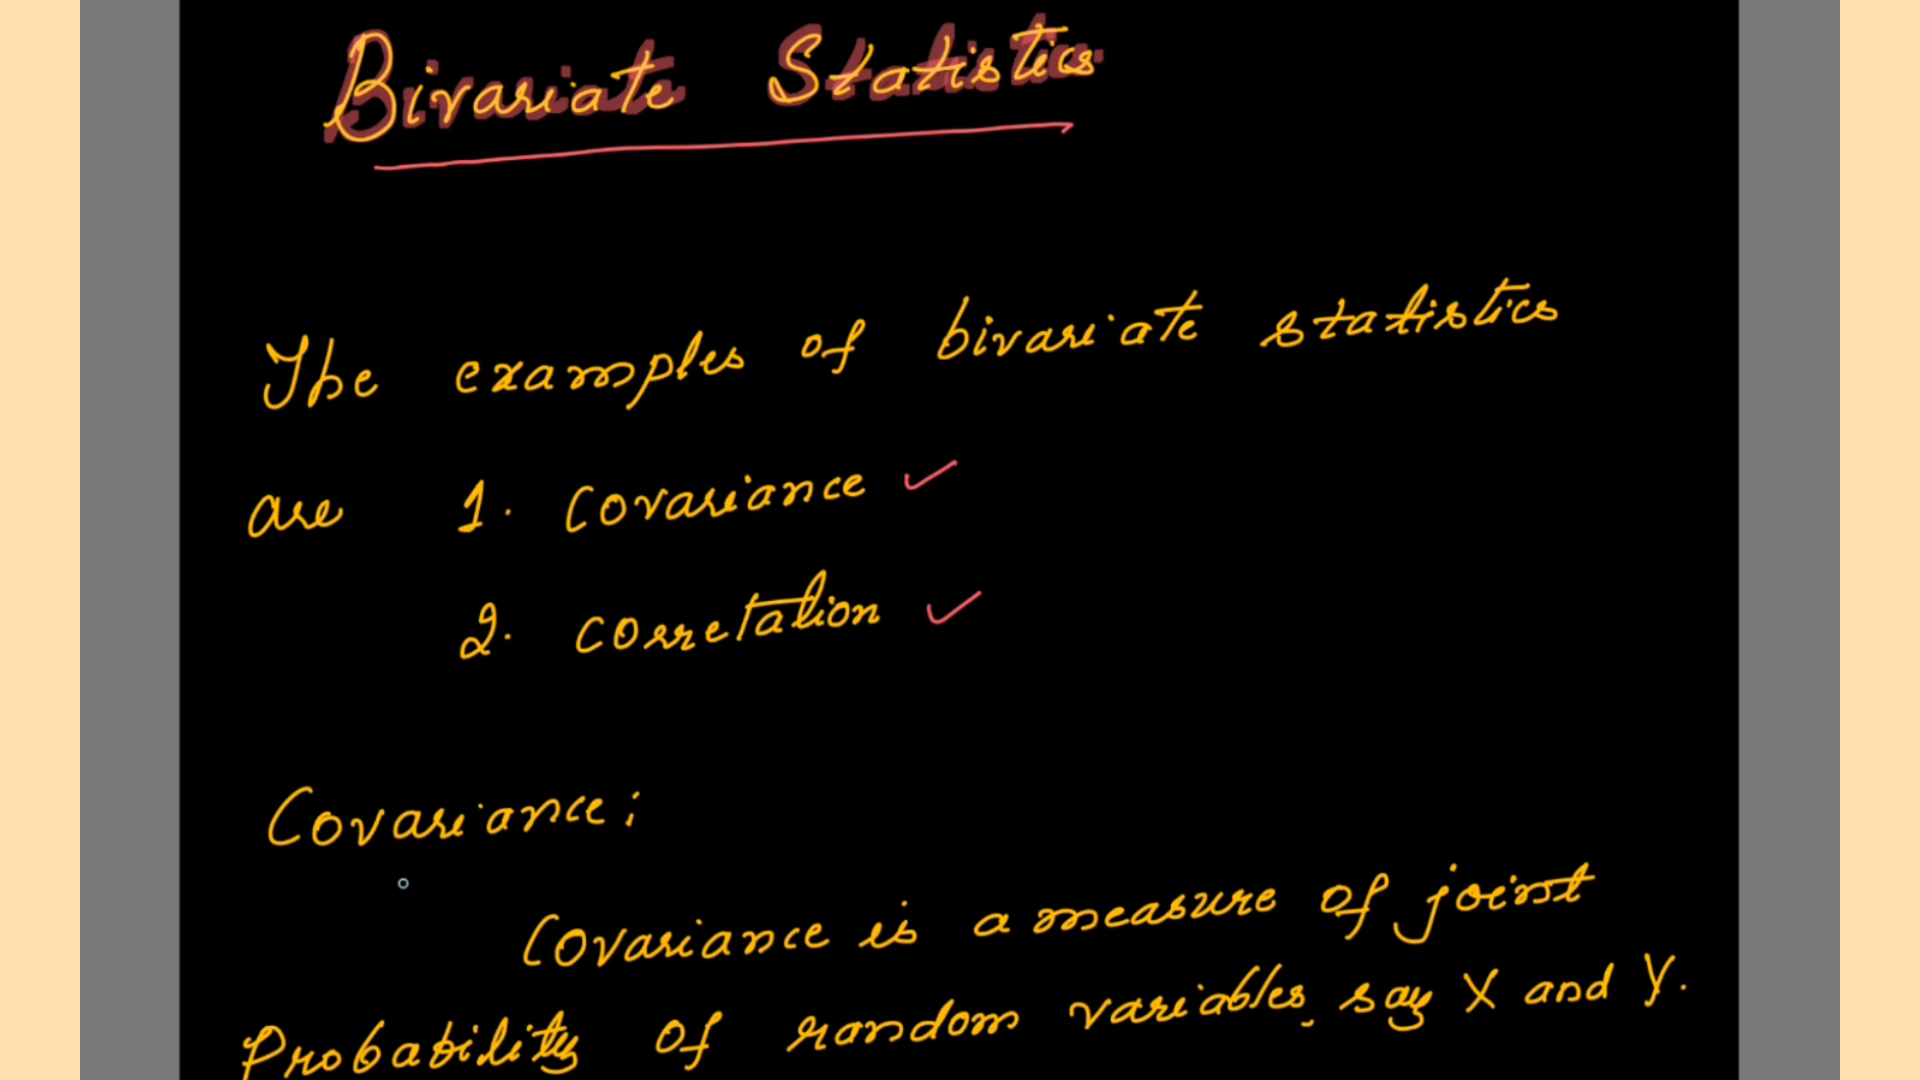 Bivariate Statistics
The examples of bivariate statistics
are 1. Covariance
2. correlation
Covariance:
Covariance is a measure of joint
Probability of random variables, say X and Y.